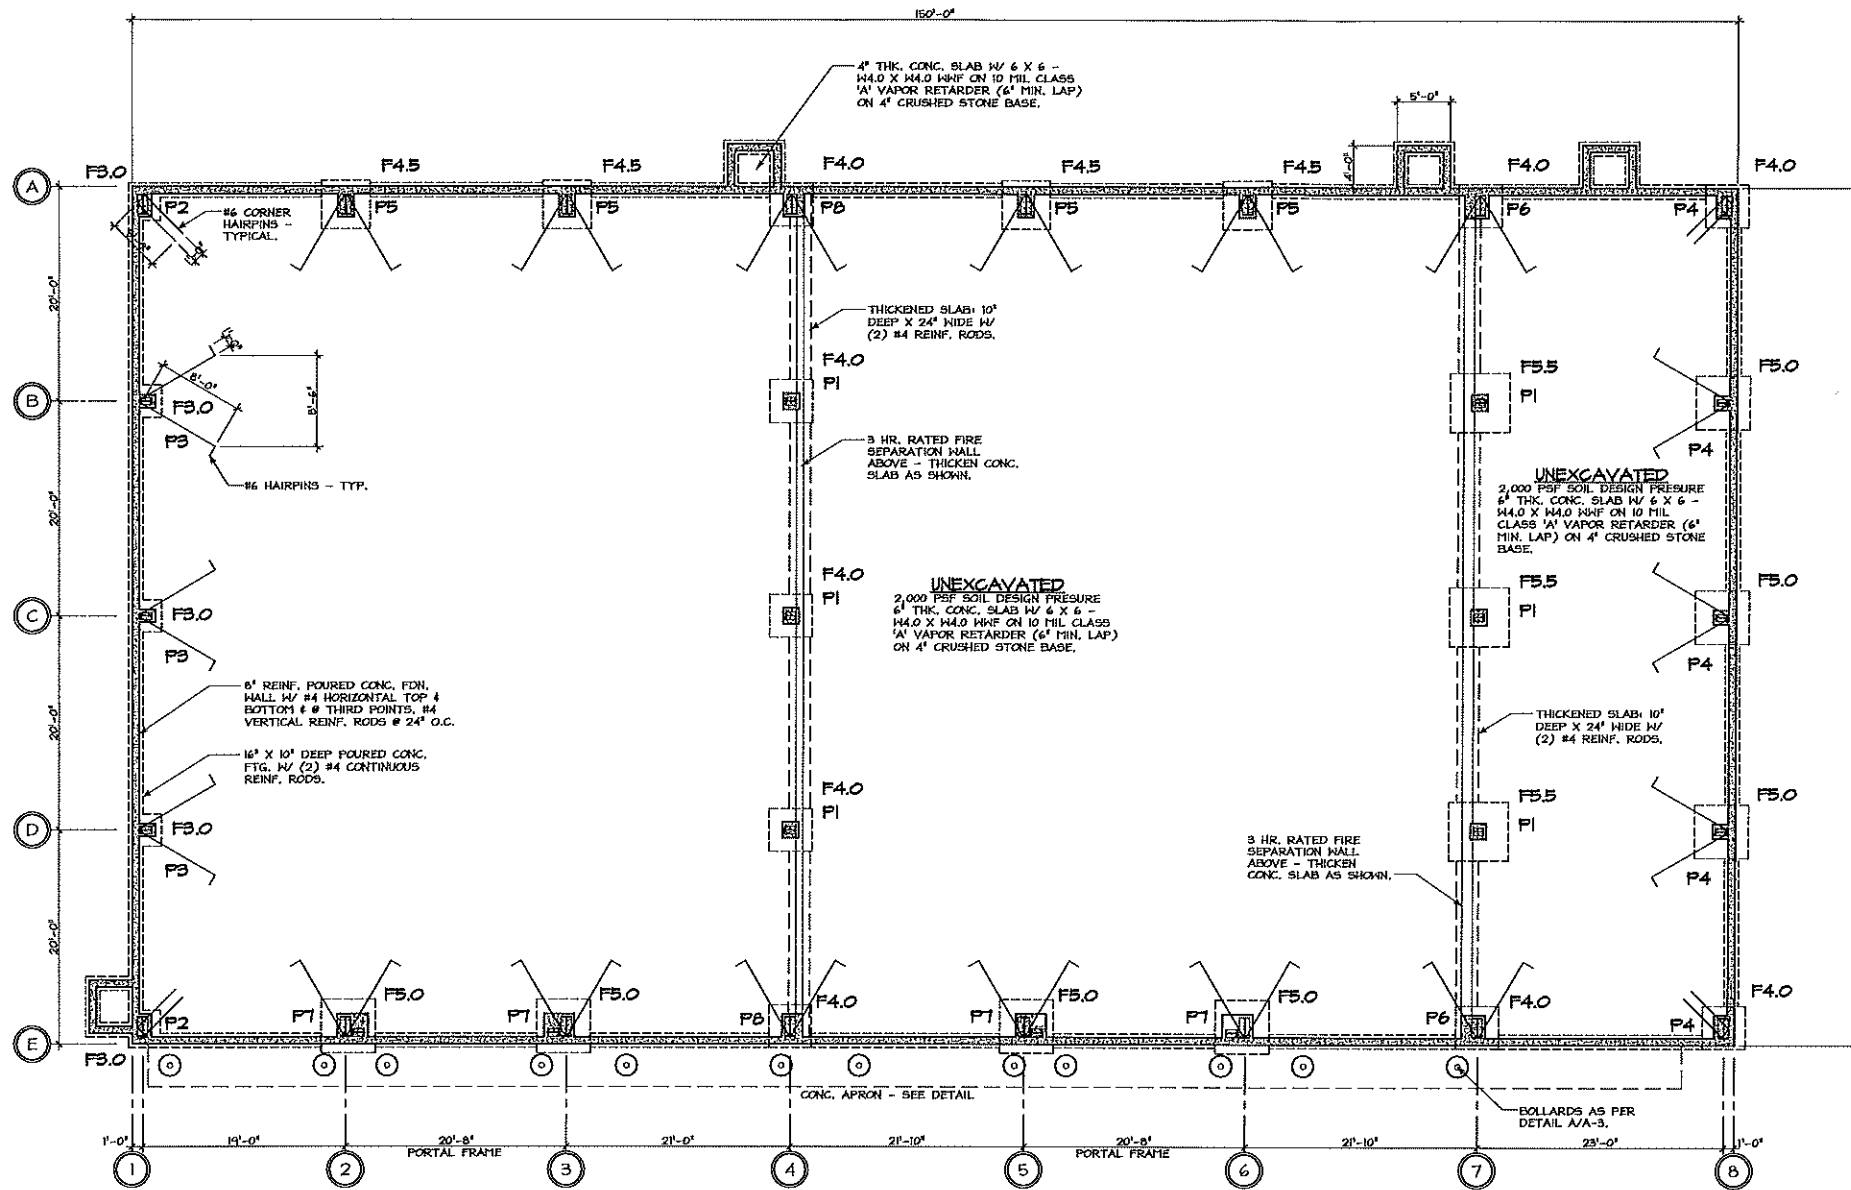 150'-0"
4" THK. CONC. SLAB W/ 6 X 6 -
W4.0 X W4.0 WWF ON 10 MIL CLASS
'A' VAPOR RETARDER (6" MIN. LAP)
ON 4" CRUSHED STONE BASE.
5'-0"
4'-0"
F3.0
F4.5
F4.5
F4.0
F4.5
F4.5
F4.0
F4.0
A
P2
P5
P5
P8
P5
P5
P6
P4
#6 CORNER
HAIRPINS -
TYPICAL.
20'-0"
THICKENED SLAB: 10"
DEEP X 24" WIDE W/
(2) #4 REINF. RODS.
8'-0"
8'-6"
F4.0
F5.5
F5.0
B
F3.0
P1
P1
P3
P4
3 HR. RATED FIRE
SEPARATION WALL
ABOVE - THICKEN CONC.
SLAB AS SHOWN.
#6 HAIRPINS - TYP.
20'-0"
UNEXCAVATED
2,000 PSF SOIL DESIGN PRESURE
6" THK. CONC. SLAB W/ 6 X 6 -
W4.0 X W4.0 WWF ON 10 MIL
CLASS 'A' VAPOR RETARDER (6"
MIN. LAP) ON 4" CRUSHED STONE
BASE.
F4.0
F5.5
F5.0
C
F3.0
P1
P1
P3
P4
UNEXCAVATED
2,000 PSF SOIL DESIGN PRESURE
6" THK. CONC. SLAB W/ 6 X 6 -
W4.0 X W4.0 WWF ON 10 MIL CLASS
'A' VAPOR RETARDER (6" MIN. LAP)
ON 4" CRUSHED STONE BASE.
8" REINF. POURED CONC. FDN.
WALL W/ #4 HORIZONTAL TOP &
BOTTOM & @ THIRD POINTS. #4
VERTICAL REINF. RODS @ 24" O.C.
20'-0"
THICKENED SLAB: 10"
DEEP X 24" WIDE W/
(2) #4 REINF. RODS.
16" X 10" DEEP POURED CONC.
FTG. W/ (2) #4 CONTINUOUS
REINF. RODS.
F4.0
F5.5
F5.0
D
F3.0
P1
P1
P3
P4
3 HR. RATED FIRE
SEPARATION WALL
ABOVE - THICKEN
CONC. SLAB AS SHOWN.
20'-0"
F5.0
F5.0
F4.0
F5.0
F5.0
F4.0
F4.0
P2
P7
P7
P8
P7
P7
P6
P4
E
F3.0
CONC. APRON - SEE DETAIL
BOLLARDS AS PER
DETAIL A/A-3.
1'-0"
19'-0"
20'-8"
21'-0"
21'-10"
20'-8"
21'-10"
23'-0"
1'-0"
PORTAL FRAME
PORTAL FRAME
1
2
3
4
5
6
7
8